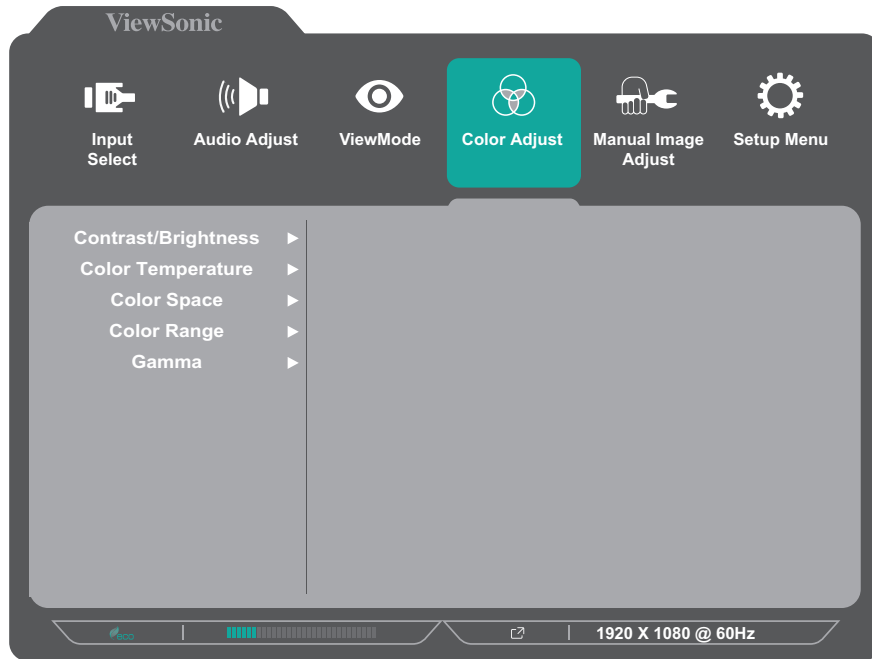 ViewSonic
Input
Select
Audio Adjust
ViewMode
Color Adjust
Manual Image
Adjust
Setup Menu
Contrast/Brightness
Color Temperature
Color Space
Color Range
Gamma
eco
1920 X 1080 @ 60Hz